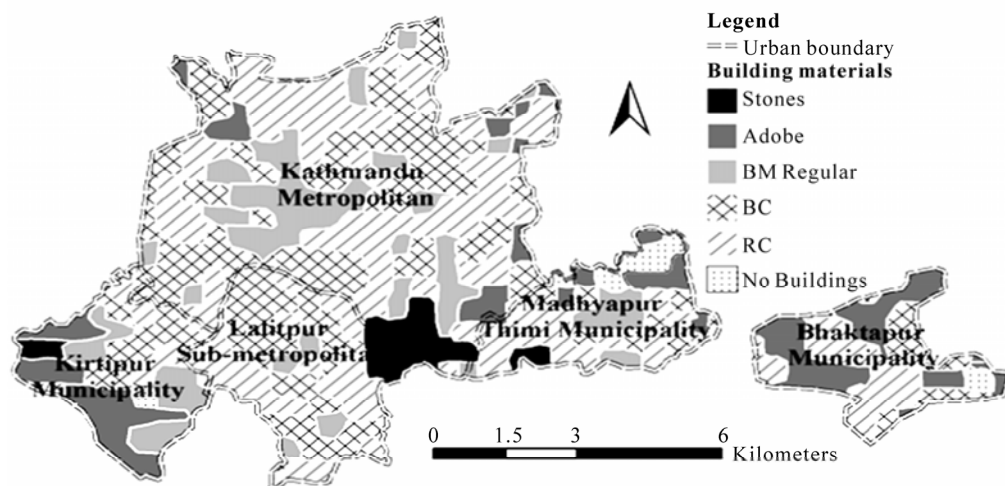 Legend
Urban boundary
Building materials
Stones
Adobe
BM Regular
BC
RC
No Buildings
Kathmandu
Metropolitan
Madhyapur
Thimi Municipality
Lalitpur
Sub-metropolita
Kirtipur
Municipality
Bhaktapur
Municipality
0 1.5 3 6
Kilometers